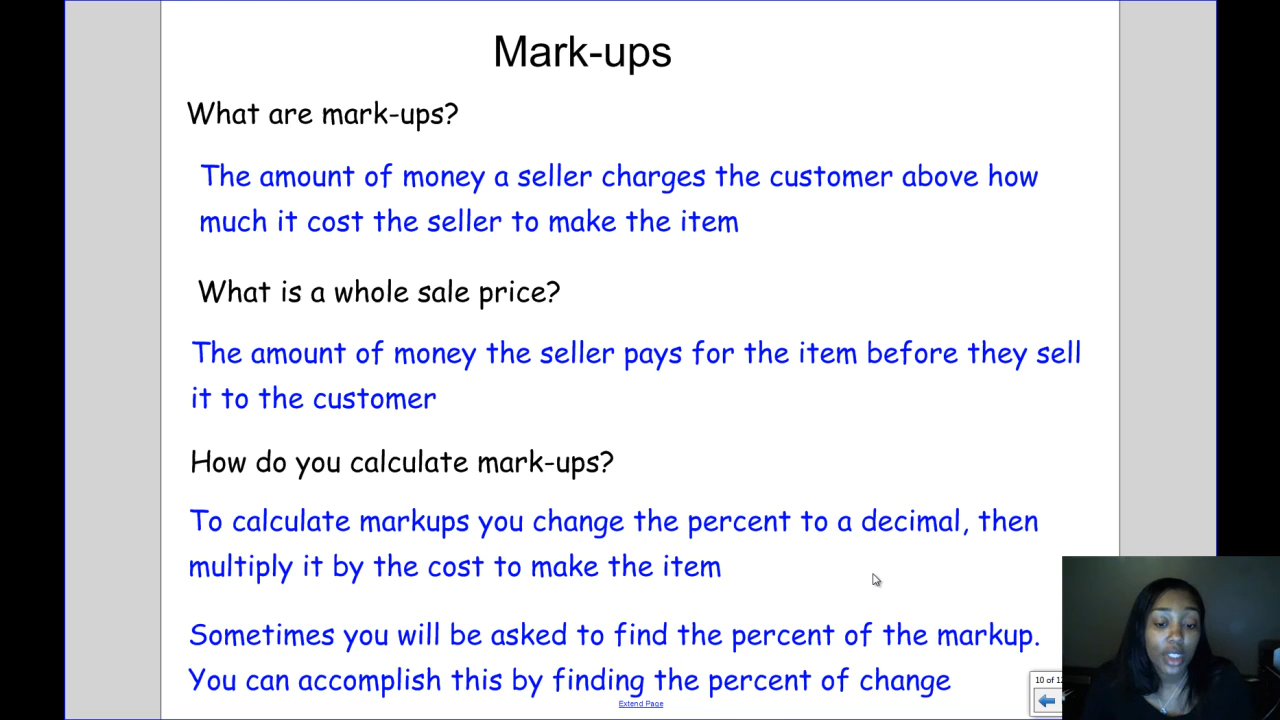 Mark-ups
What are mark-ups?
The amount of money a seller charges the customer above how
much it cost the seller to make the item
What is a whole sale price?
The amount of money the seller pays for the item before they sell
it to the customer
How do you calculate mark-ups?
To calculate markups you change the percent to a decimal, then
multiply it by the cost to make the item
Sometimes you will be asked to find the percent of the markup.
You can accomplish this by finding the percent of change
10 of
Extend Page